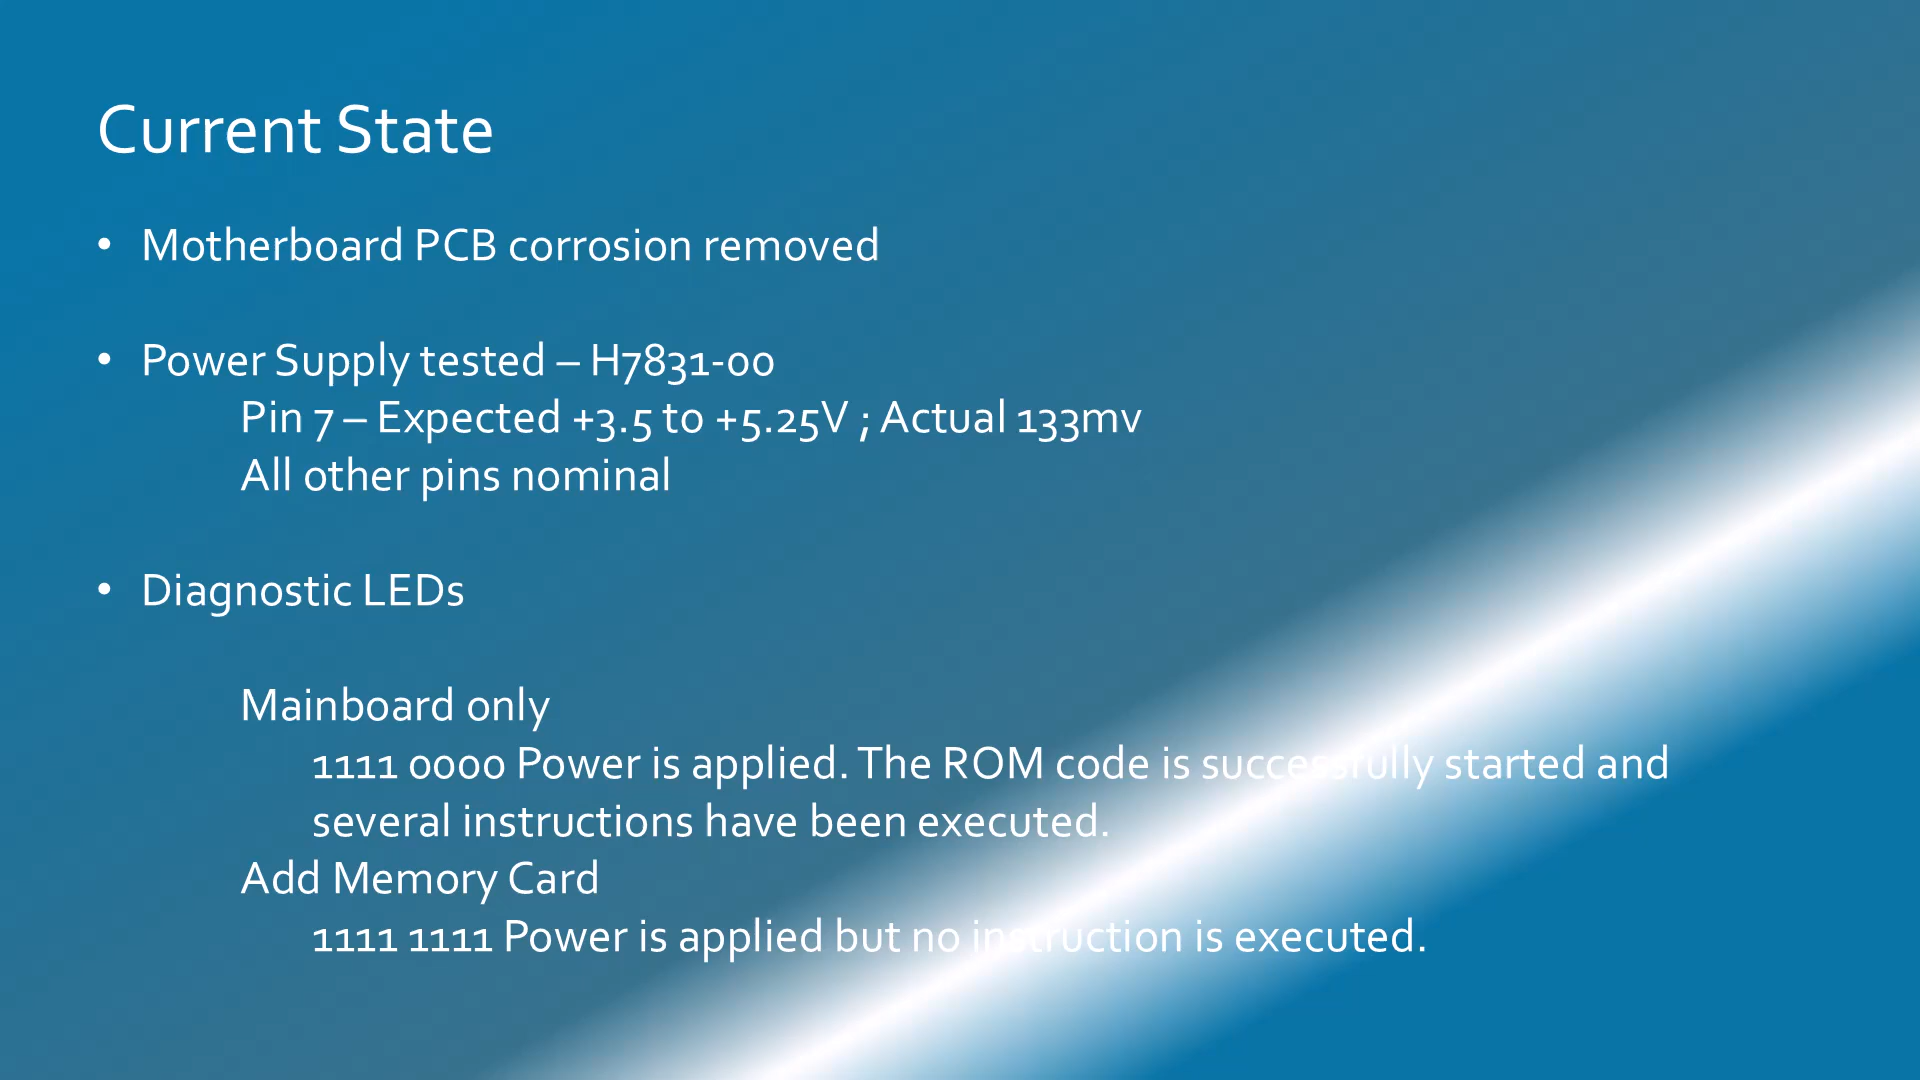 Current State
• Motherboard PCB corrosion removed
• Power Supply tested – H7831-00
Pin 7 – Expected +3.5 to +5.25V ; Actual 133mv
All other pins nominal
• Diagnostic LEDs
Mainboard only
1111 0000 Power is applied. The ROM code is successfully started and
several instructions have been executed.
Add Memory Card
1111 1111 Power is applied but no instruction is executed.